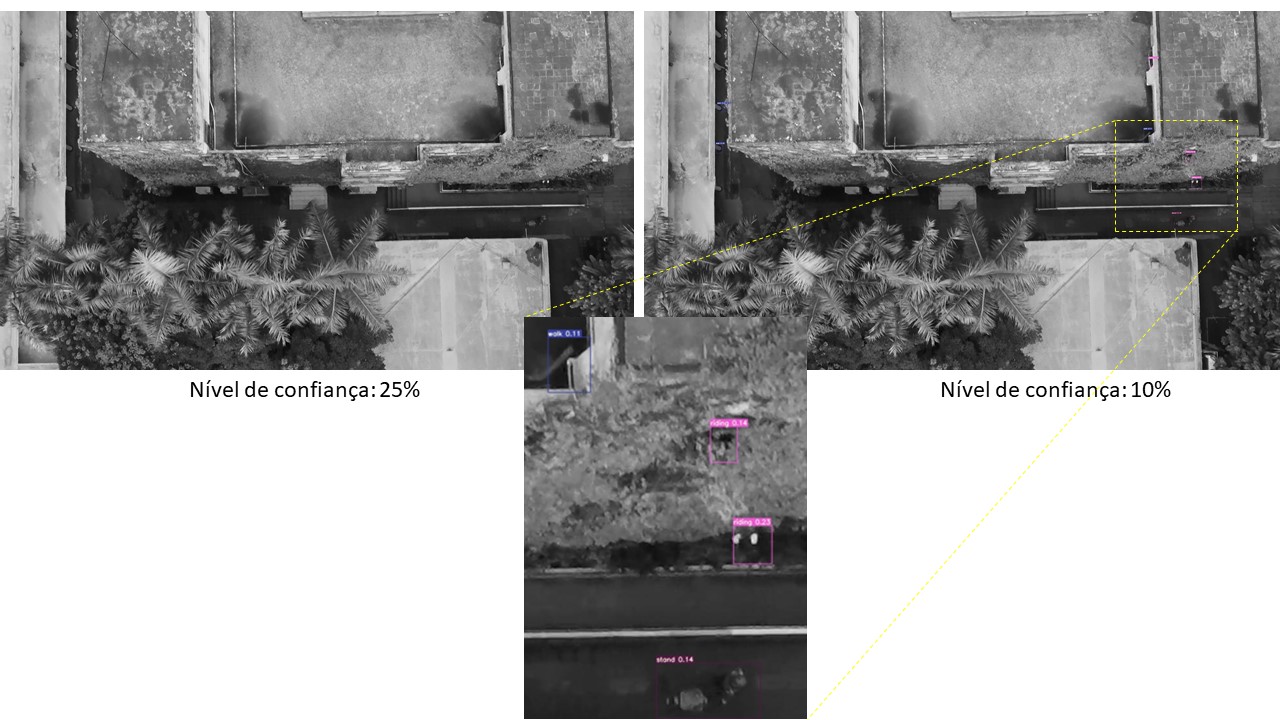 Nível de confiança: 25%
Nível de confiança: 10%
walk 0.11
riding 0.14
riding 0.23
stand 0.14